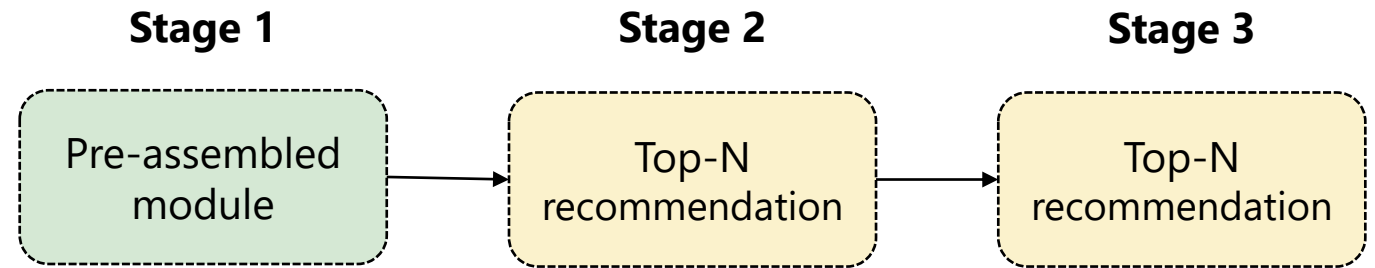 Stage 1
Stage 2
Stage 3
Pre-assembled
module
Top-N
recommendation
Top-N
recommendation